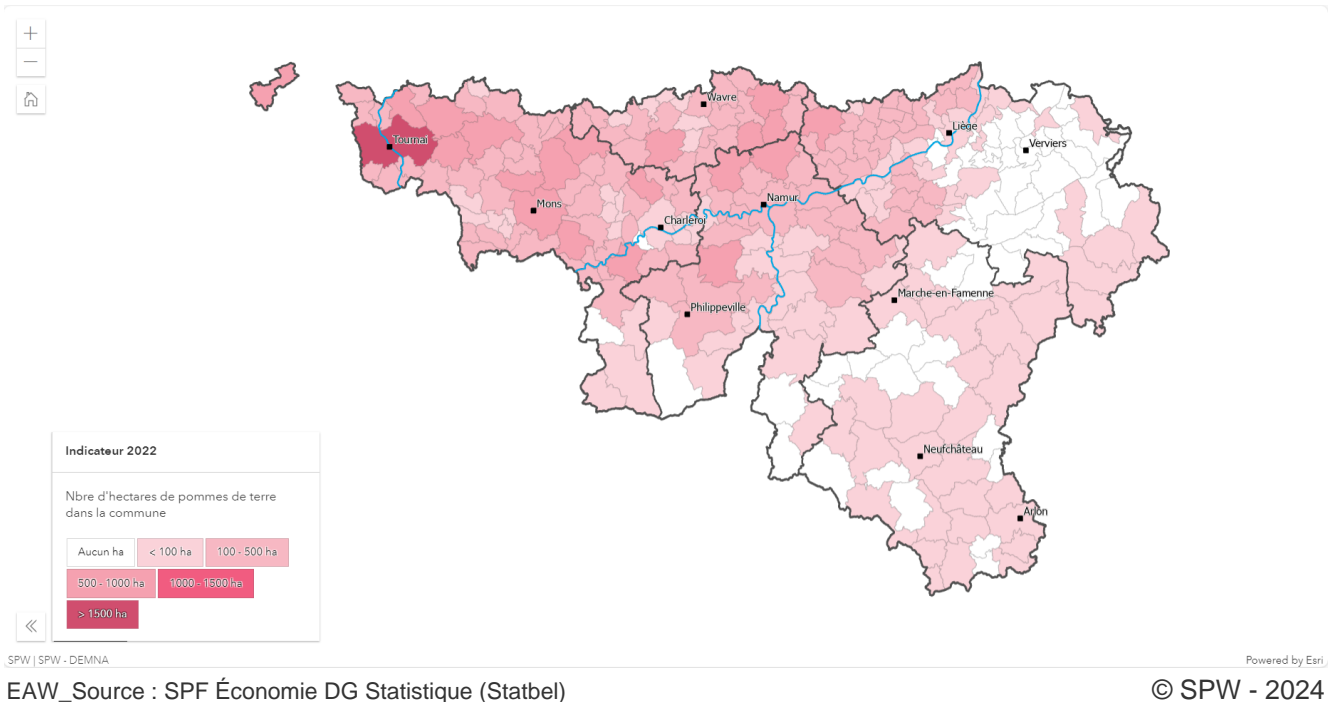 Wavre
Liège
Verviers
Tournai
Mons
Namur
Charleroi
Marche-en-Famenne
Philippeville
Neufchâteau
Arlon
Indicateur 2022
Nbre d'hectares de pommes de terre
dans la commune
Aucun ha
< 100 ha
100 - 500 ha
500 - 1000 ha
1000 - 1500 ha
> 1500 ha
SPW | SPW - DEMNA
Powered by Esri
EAW_Source : SPF Économie DG Statistique (Statbel)
© SPW - 2024